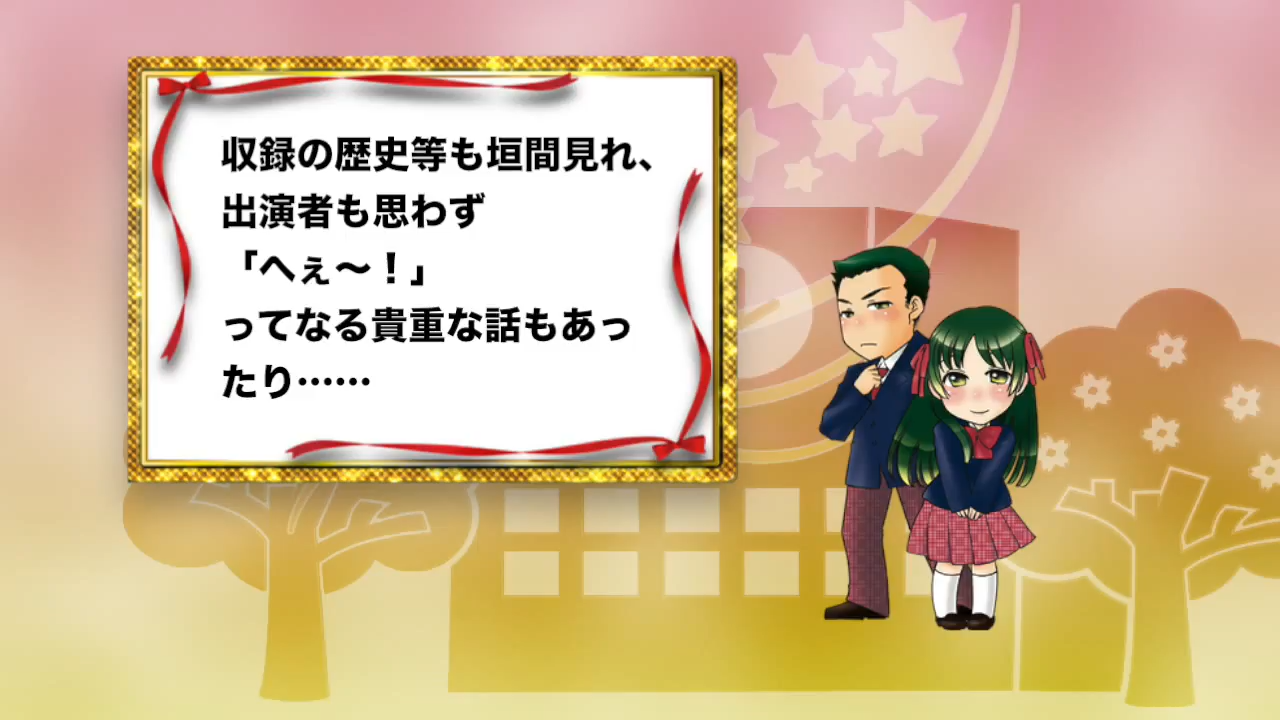 収録の歴史等も垣間見れ、
出演者も思わず
「へぇ〜！」
ってなる貴重な話もあっ
たり……